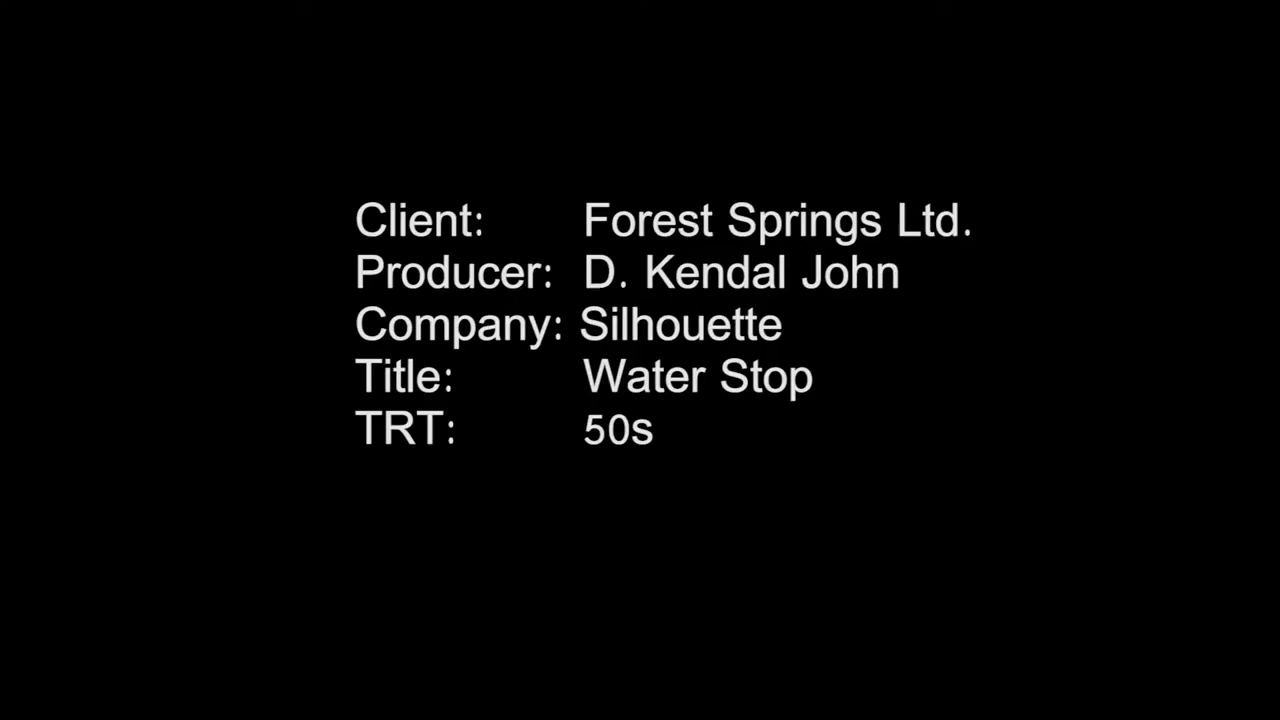 Client: Forest Springs Ltd.
Producer: D. Kendal John
Company: Silhouette
Title: Water Stop
TRT: 50s